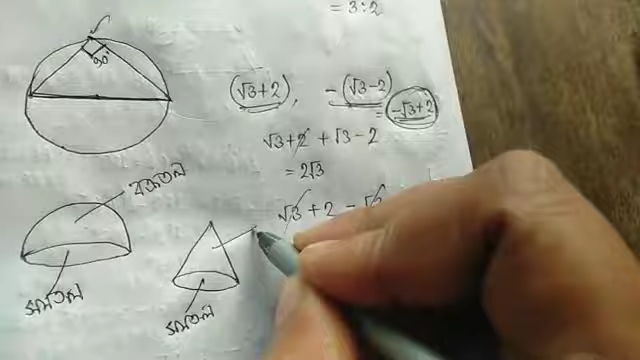 = 3:2
90°
(√3+2), -(√3-2)
= -√3+2
√3+2+√3-2
= 2√3
√3+2-√3
বক্রতল
সমতল
সমতল